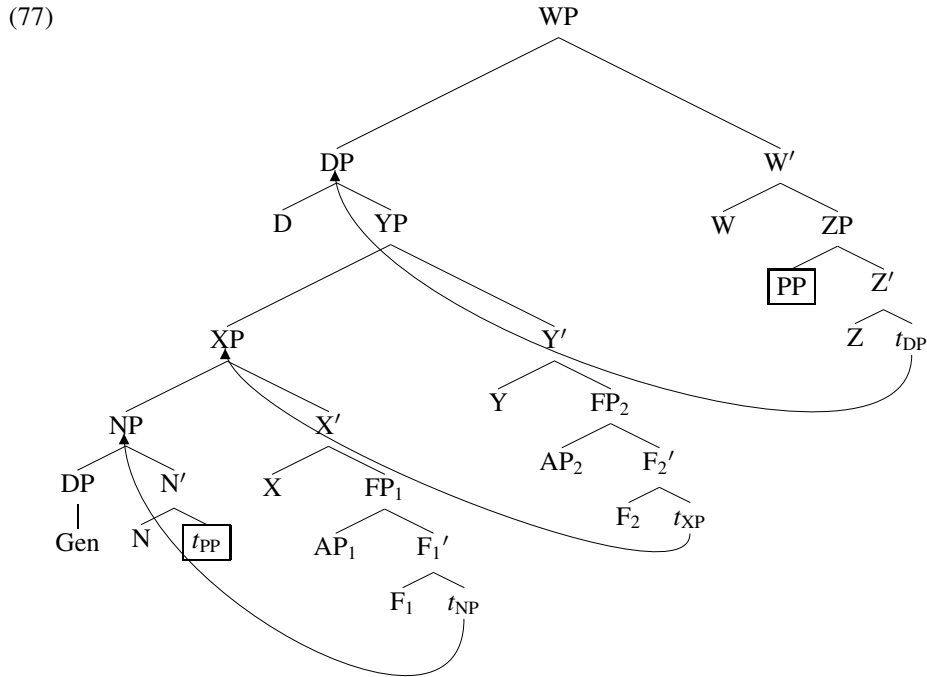 (77) WP
DP W′
D YP W ZP
PP Z′
XP Y′ Z tDP
NP X′ Y FP2
DP N′ X FP1 AP2 F2′
Gen N tPP AP1 F1′ F2 tXP
F1 tNP